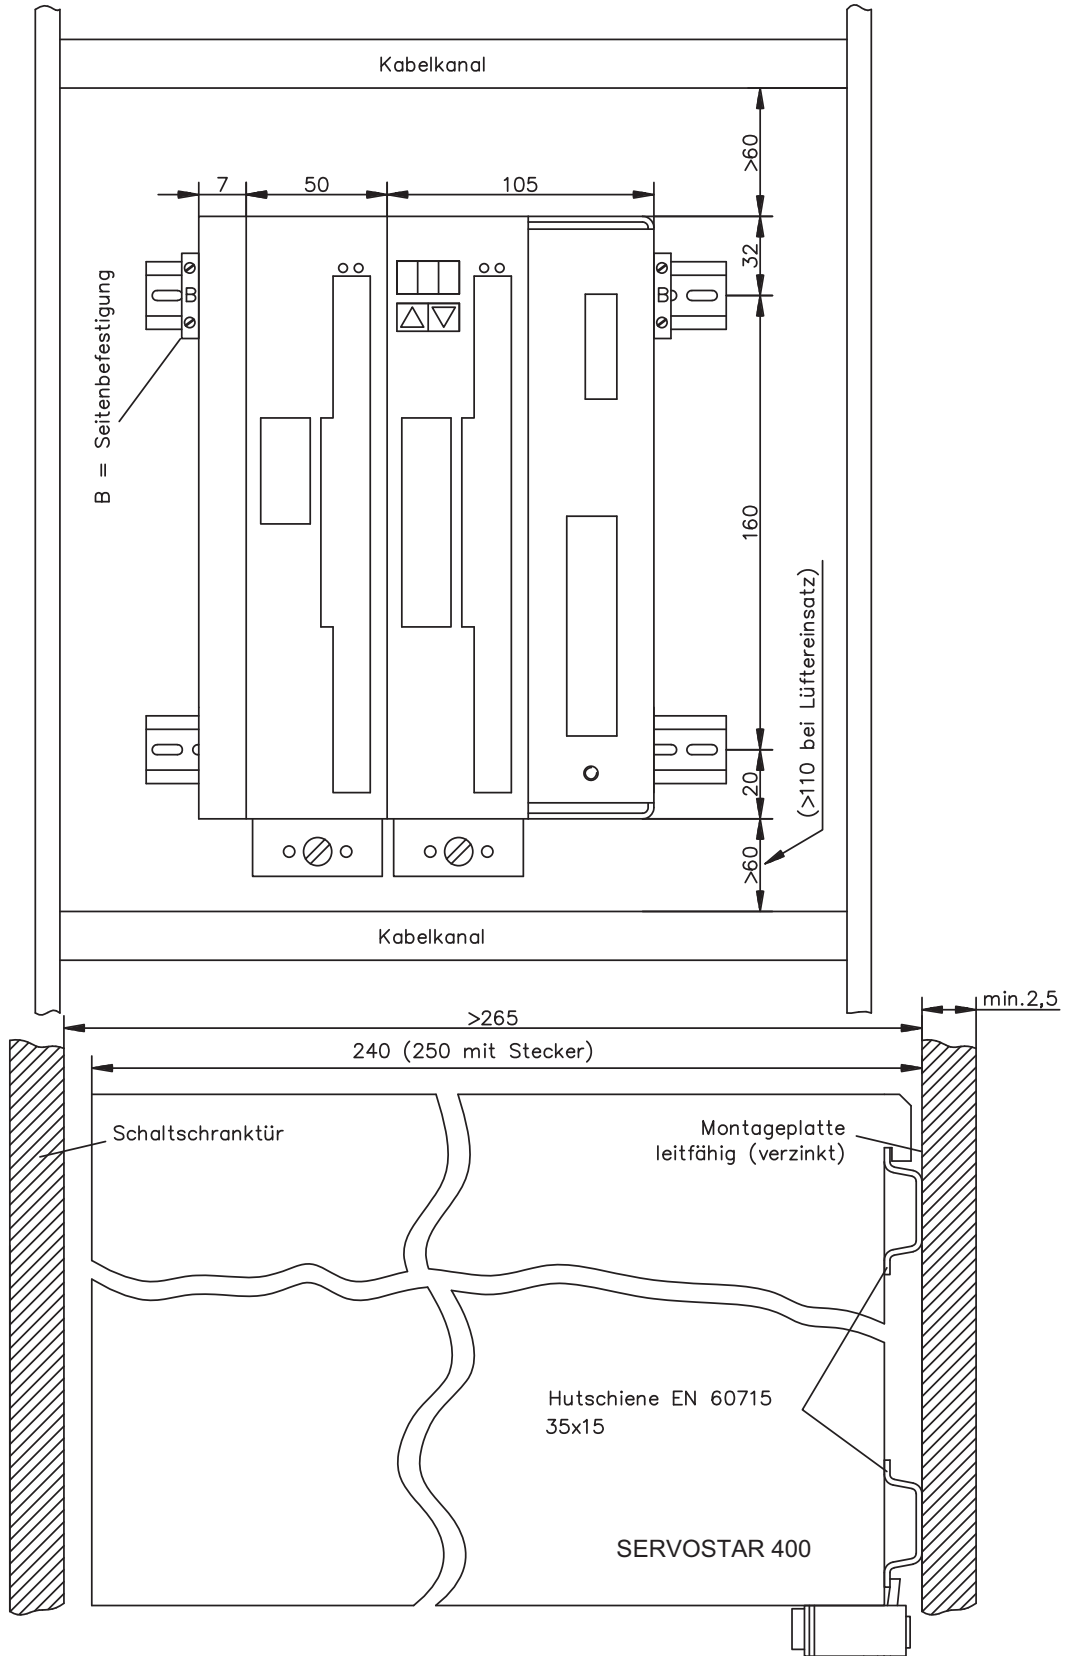 Kabelkanal
>60
7
50
105
32
B
B
B = Seitenbefestigung
160
(>110 bei Lüftereinsatz)
20
>60
Kabelkanal
min.2,5
>265
240 (250 mit Stecker)
Schaltschranktür
Montageplatte
leitfähig (verzinkt)
Hutschiene EN 60715
35x15
SERVOSTAR 400